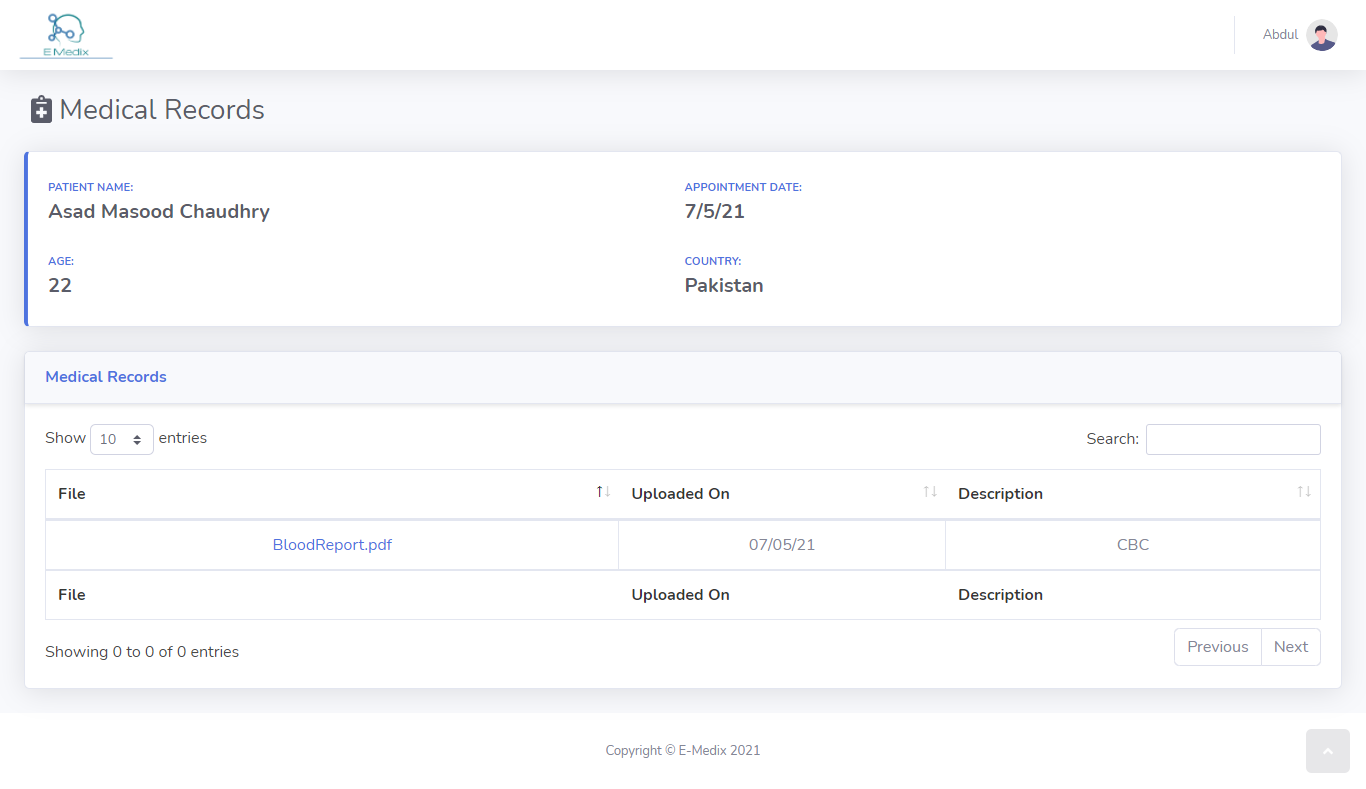 E Medix
Abdul
Medical Records
PATIENT NAME:
Asad Masood Chaudhry
APPOINTMENT DATE:
7/5/21
AGE:
22
COUNTRY:
Pakistan
Medical Records
Show 10 entries
Search:
File Uploaded On Description
BloodReport.pdf 07/05/21 CBC
File Uploaded On Description
Showing 0 to 0 of 0 entries
Previous Next
Copyright © E-Medix 2021